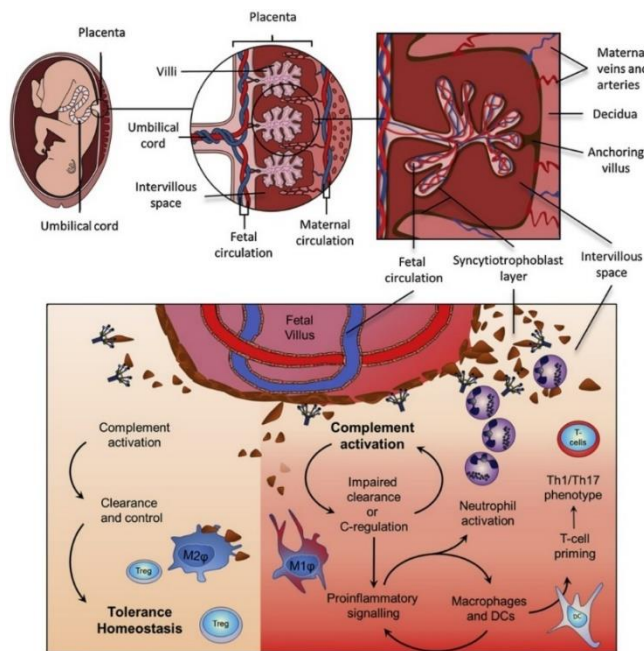 Placenta
Placenta
Villi
Umbilical
cord
Intervillous
space
Umbilical cord
Fetal
circulation
Maternal
circulation
Maternal
veins and
arteries
Decidua
Anchoring
villus
Fetal
circulation
Syncytiotrophoblast
layer
Intervillous
space
Fetal
Villus
Complement
activation
Clearance
and control
M2φ
Treg
Tolerance
Homeostasis
Treg
Complement
activation
Impaired
clearance
or
C-regulation
M1φ
Proinflammatory
signalling
Neutrophil
activation
Macrophages
and DCs
T-
cells
Th1/Th17
phenotype
T-cell
priming
DC